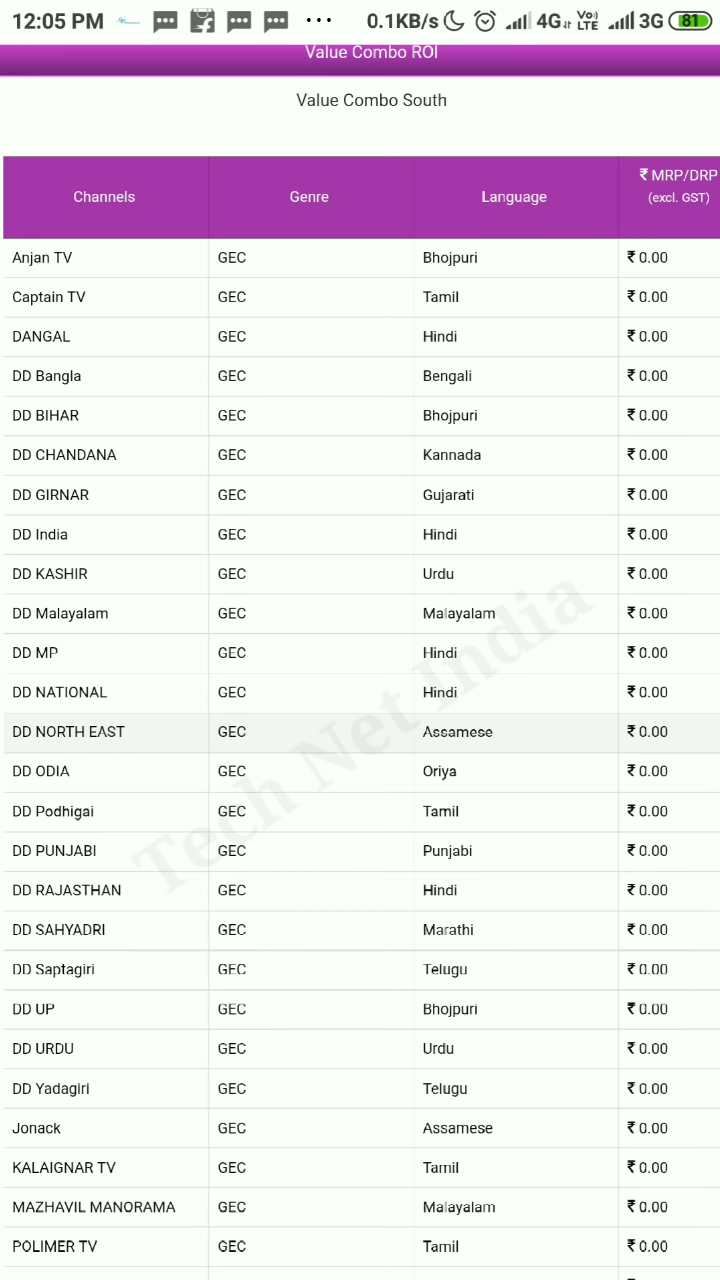 12:05 PM ... 0.1KB/s 4G Vo) LTE 3G 81
Value Combo ROI
Value Combo South
Channels Genre Language ₹ MRP/DRP (excl. GST)
Anjan TV GEC Bhojpuri ₹ 0.00
Captain TV GEC Tamil ₹ 0.00
DANGAL GEC Hindi ₹ 0.00
DD Bangla GEC Bengali ₹ 0.00
DD BIHAR GEC Bhojpuri ₹ 0.00
DD CHANDANA GEC Kannada ₹ 0.00
DD GIRNAR GEC Gujarati ₹ 0.00
DD India GEC Hindi ₹ 0.00
DD KASHIR GEC Urdu ₹ 0.00
DD Malayalam GEC Malayalam ₹ 0.00
DD MP GEC Hindi ₹ 0.00
DD NATIONAL GEC Hindi ₹ 0.00
DD NORTH EAST GEC Assamese ₹ 0.00
DD ODIA GEC Oriya ₹ 0.00
DD Podhigai GEC Tamil ₹ 0.00
DD PUNJABI GEC Punjabi ₹ 0.00
DD RAJASTHAN GEC Hindi ₹ 0.00
DD SAHYADRI GEC Marathi ₹ 0.00
DD Saptagiri GEC Telugu ₹ 0.00
DD UP GEC Bhojpuri ₹ 0.00
DD URDU GEC Urdu ₹ 0.00
DD Yadagiri GEC Telugu ₹ 0.00
Jonack GEC Assamese ₹ 0.00
KALAIGNAR TV GEC Tamil ₹ 0.00
MAZHAVIL MANORAMA GEC Malayalam ₹ 0.00
POLIMER TV GEC Tamil ₹ 0.00
Tech Net India